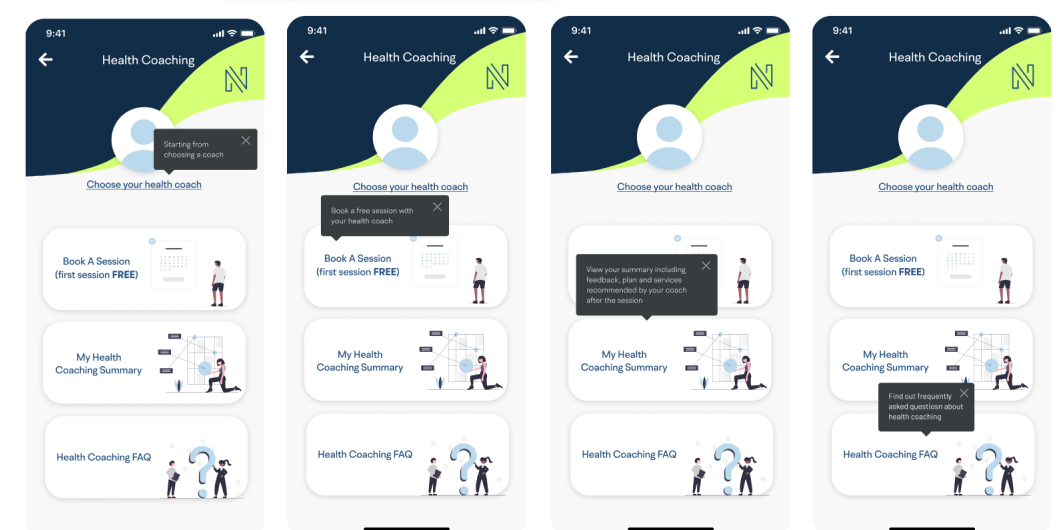 9:41
Health Coaching
N
Starting from
choosing a coach
Choose your health coach
Book A Session
(first session FREE)
My Health
Coaching Summary
Health Coaching FAQ
9:41
Health Coaching
N
Choose your health coach
Book a free session with
your health coach
Book A Session
(first session FREE)
My Health
Coaching Summary
Health Coaching FAQ
9:41
Health Coaching
N
Choose your health coach
View your summary including
feedback, plan and services
recommended by your coach
after the session
My Health
Coaching Summary
Health Coaching FAQ
9:41
Health Coaching
N
Choose your health coach
Book A Session
(first session FREE)
My Health
Coaching Summary
Find out frequently
asked questiosn about
health coaching
Health Coaching FAQ